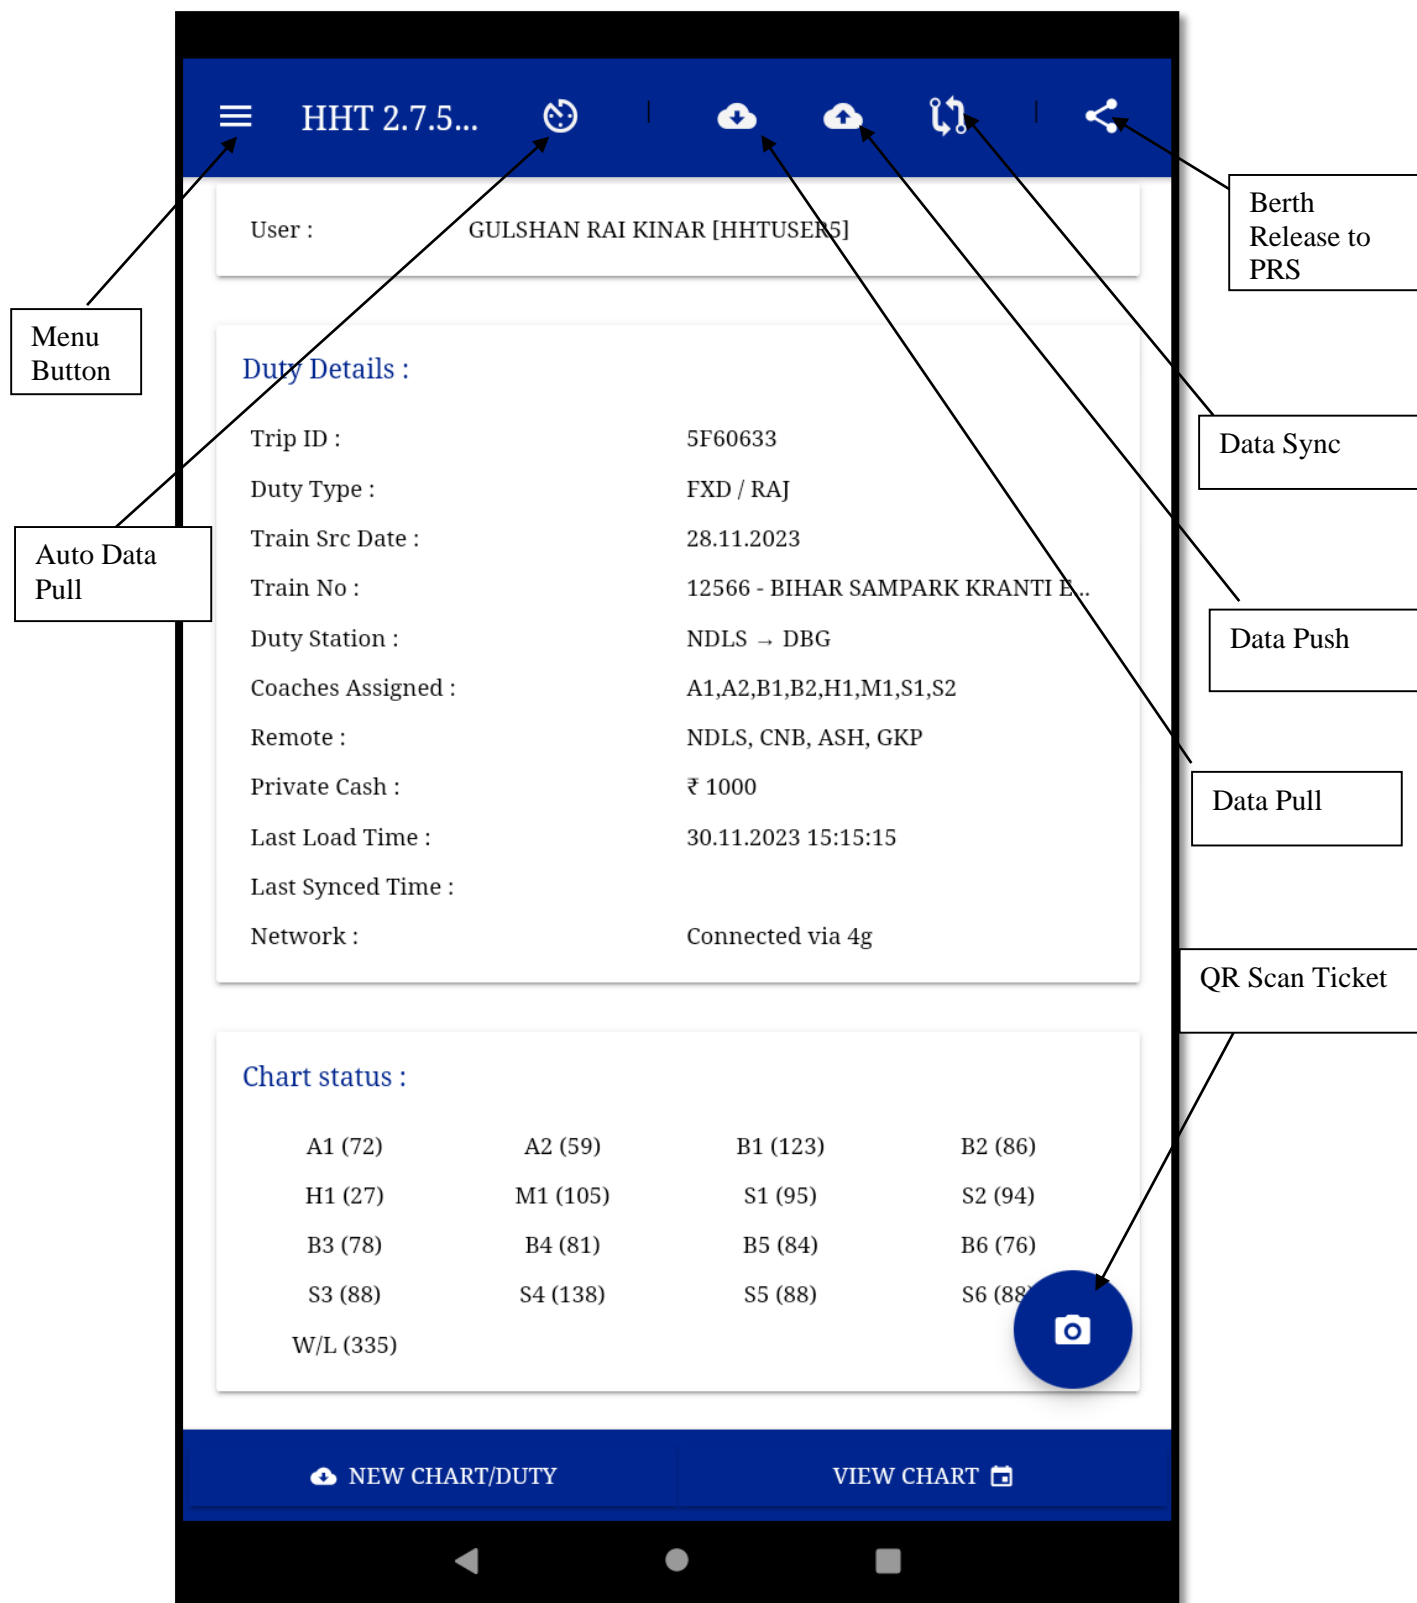 HHT 2.7.5...
User : GULSHAN RAI KINAR [HHTUSER5]
Berth
Release to
PRS
Menu
Button
Duty Details :
Trip ID : 5F60633
Data Sync
Duty Type : FXD / RAJ
Train Src Date : 28.11.2023
Auto Data
Pull
Train No : 12566 - BIHAR SAMPARK KRANTI E...
Duty Station : NDLS → DBG
Data Push
Coaches Assigned : A1,A2,B1,B2,H1,M1,S1,S2
Remote : NDLS, CNB, ASH, GKP
Private Cash : ₹ 1000
Data Pull
Last Load Time : 30.11.2023 15:15:15
Last Synced Time :
Network : Connected via 4g
QR Scan Ticket
Chart status :
A1 (72) A2 (59) B1 (123) B2 (86)
H1 (27) M1 (105) S1 (95) S2 (94)
B3 (78) B4 (81) B5 (84) B6 (76)
S3 (88) S4 (138) S5 (88) S6 (88)
W/L (335)
NEW CHART/DUTY VIEW CHART